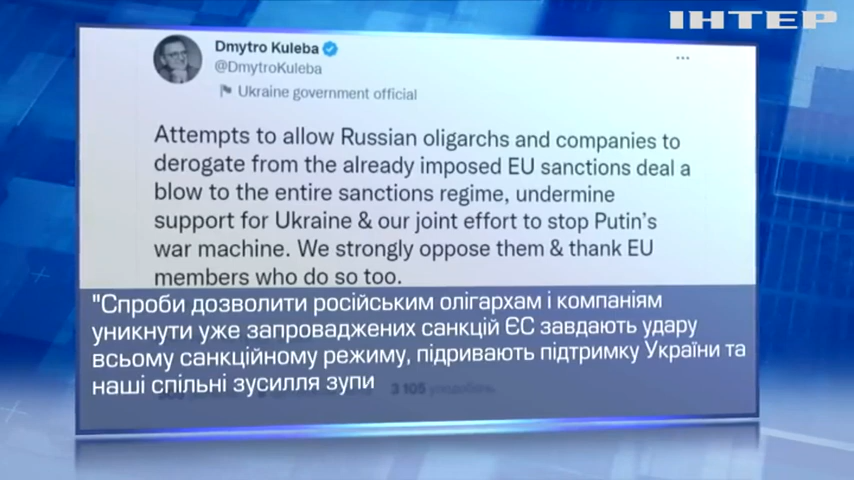 ІНТЕР
Dmytro Kuleba
@DmytroKuleba
Ukraine government official
Attempts to allow Russian oligarchs and companies to
derogate from the already imposed EU sanctions deal a
blow to the entire sanctions regime, undermine
support for Ukraine & our joint effort to stop Putin's
war machine. We strongly oppose them & thank EU
members who do so too.
"Спроби дозволити російським олігархам і компаніям
уникнути уже запроваджених санкцій ЄС завдають удару
всьому санкційному режиму, підривають підтримку України та
наші спільні зусилля зупи
3 105